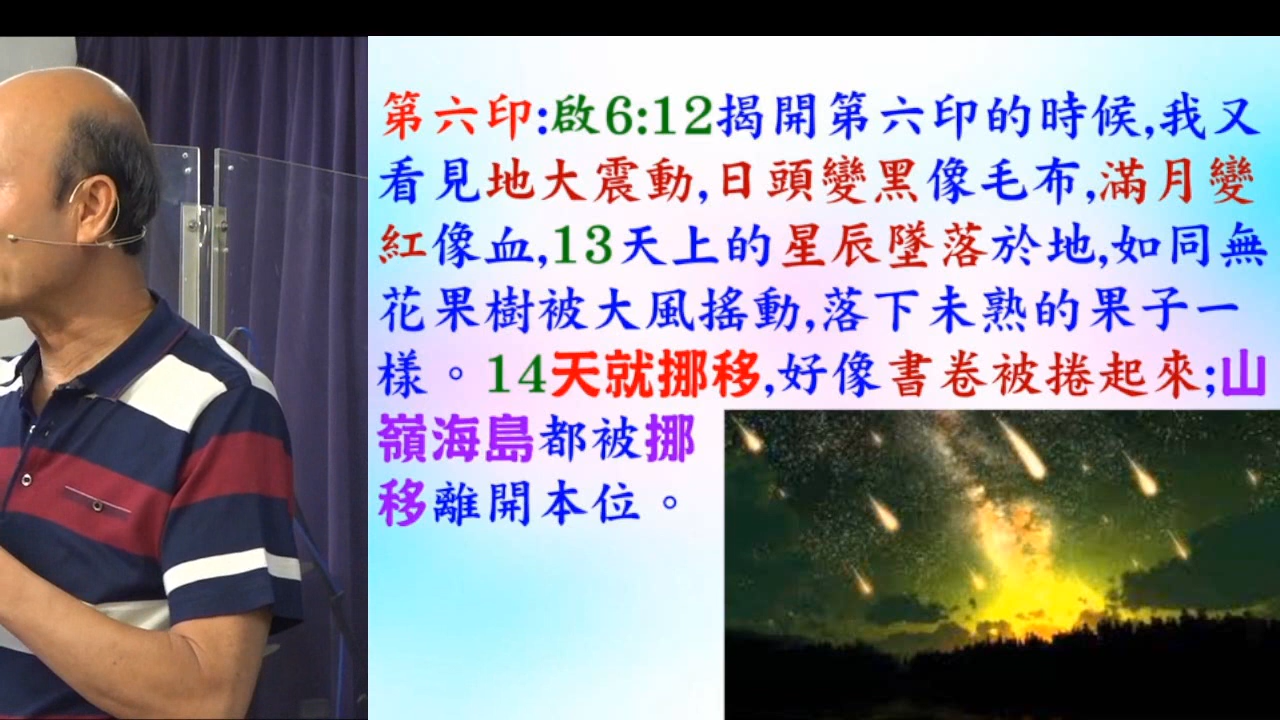 第六印:啟6:12揭開第六印的時候,我又
看見地大震動,日頭變黑像毛布,滿月變
紅像血,13天上的星辰墜落於地,如同無
花果樹被大風搖動,落下未熟的果子一
樣。14天就挪移,好像書卷被捲起來;山
嶺海島都被挪
移離開本位。